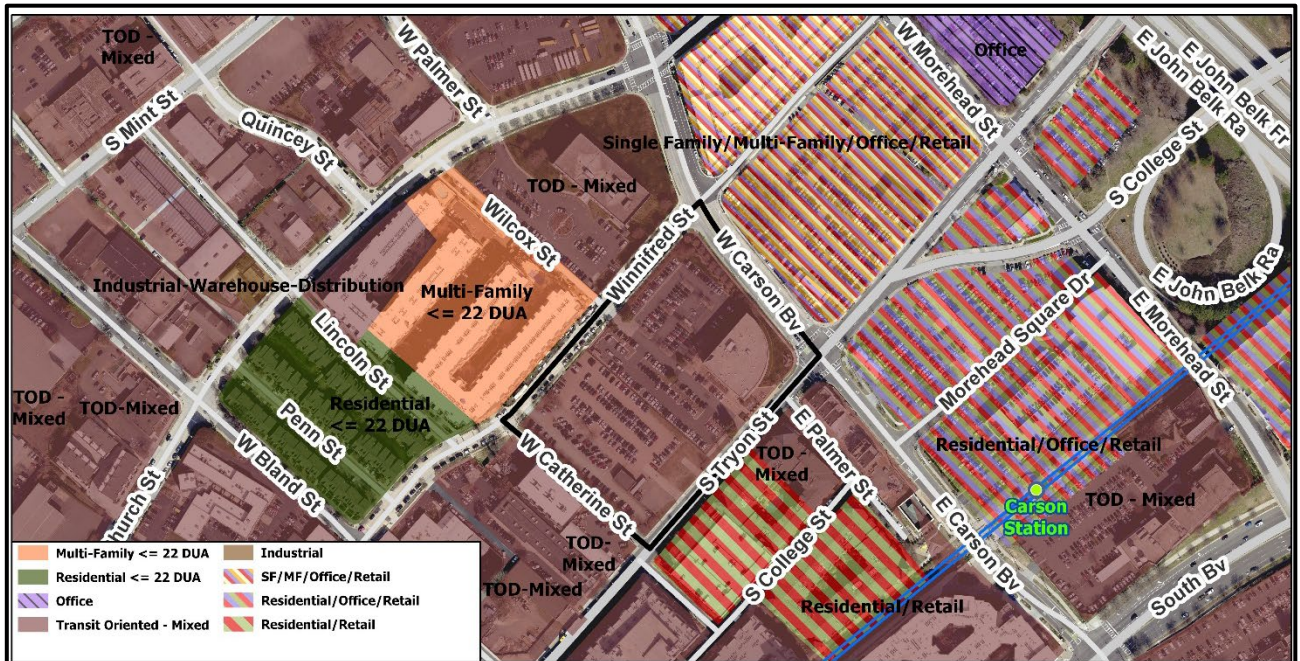 TOD -
Mixed
W Palmer St
S Mint St
Quincey St
W Morehead St
Office
E John Belk Fr
E John Belk Ra
S College St
Single Family/Multi-Family/Office/Retail
TOD - Mixed
Wilcox St
Winnifred St
W Carson Bv
E John Belk Ra
Industrial-Warehouse-Distribution
Multi-Family
<= 22 DUA
Morehead Square Dr
E Morehead St
Lincoln St
TOD -
Mixed
TOD-Mixed
Residential
<= 22 DUA
Penn St
W Bland St
Church St
W Catherine St
S Tryon St
E Palmer St
TOD -
Mixed
Residential/Office/Retail
Carson
Station
TOD - Mixed
E Carson Bv
S College St
South Bv
TOD-
Mixed
TOD-Mixed
Residential/Retail
Multi-Family <= 22 DUA
Residential <= 22 DUA
Office
Transit Oriented - Mixed
Industrial
SF/MF/Office/Retail
Residential/Office/Retail
Residential/Retail